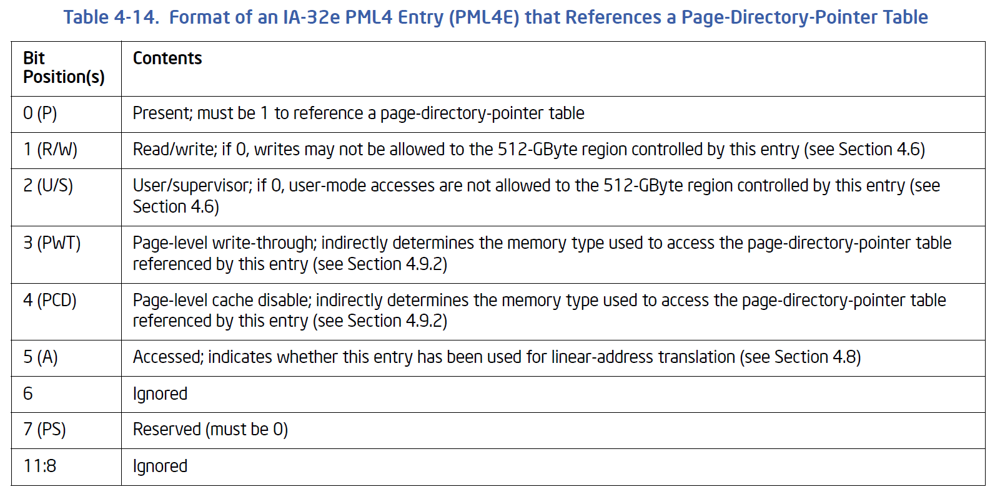 Table 4-14. Format of an IA-32e PML4 Entry (PML4E) that References a Page-Directory-Pointer Table
Bit
Position(s)
Contents
0 (P)
Present; must be 1 to reference a page-directory-pointer table
1 (R/W)
Read/write; if 0, writes may not be allowed to the 512-GByte region controlled by this entry (see Section 4.6)
2 (U/S)
User/supervisor; if 0, user-mode accesses are not allowed to the 512-GByte region controlled by this entry (see
Section 4.6)
3 (PWT)
Page-level write-through; indirectly determines the memory type used to access the page-directory-pointer table
referenced by this entry (see Section 4.9.2)
4 (PCD)
Page-level cache disable; indirectly determines the memory type used to access the page-directory-pointer table
referenced by this entry (see Section 4.9.2)
5 (A)
Accessed; indicates whether this entry has been used for linear-address translation (see Section 4.8)
6
Ignored
7 (PS)
Reserved (must be 0)
11:8
Ignored